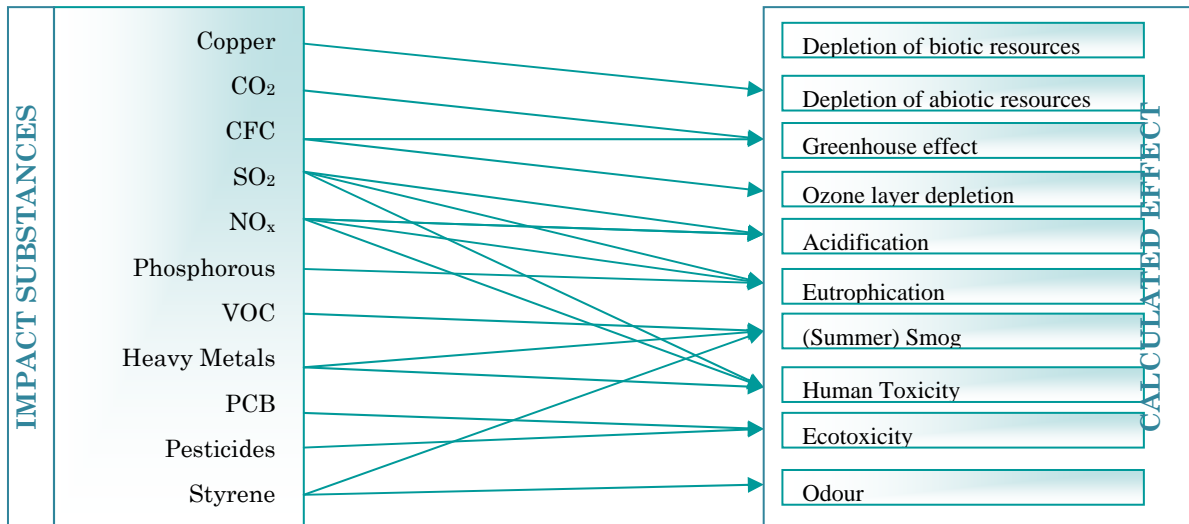 IMPACT SUBSTANCES
Copper
CO₂
CFC
SO₂
NOₓ
Phosphorous
VOC
Heavy Metals
PCB
Pesticides
Styrene
Depletion of biotic resources
Depletion of abiotic resources
Greenhouse effect
Ozone layer depletion
Acidification
Eutrophication
(Summer) Smog
Human Toxicity
Ecotoxicity
Odour
CALCULATED EFFECT